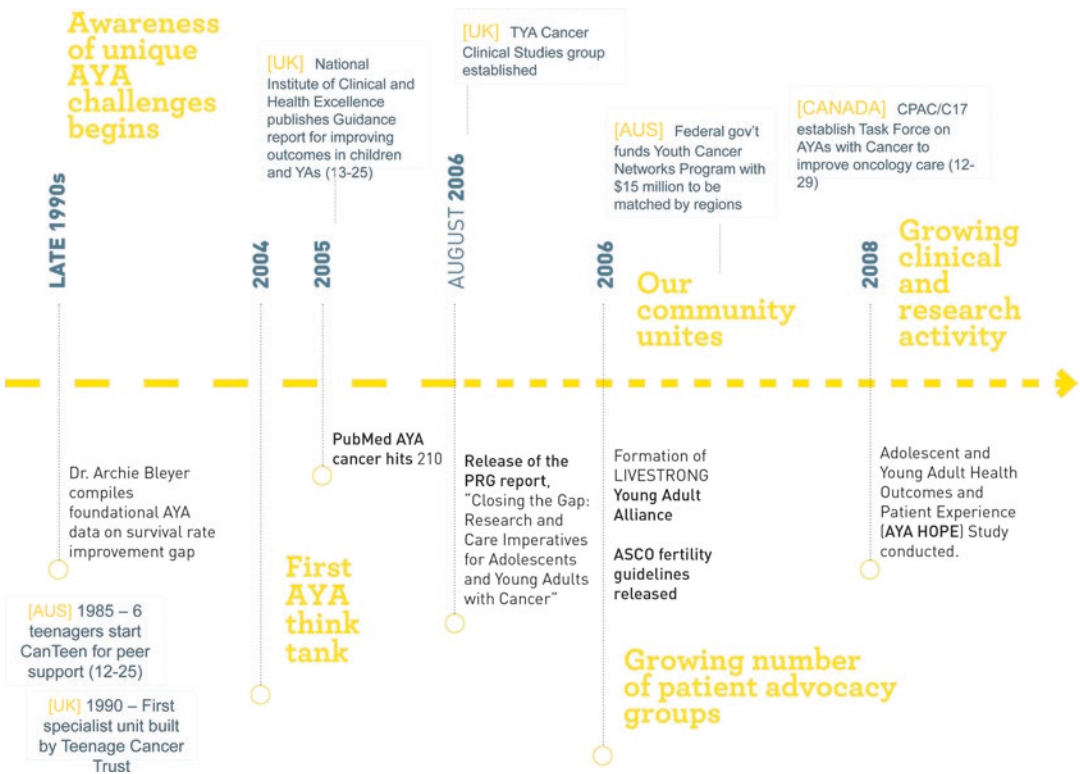 Awareness
of unique
AYA
challenges
begins
[UK] National
Institute of Clinical and
Health Excellence
publishes Guidance
report for improving
outcomes in children
and YAs (13-25)
[UK] TYA Cancer
Clinical Studies group
established
[AUS] Federal gov't
funds Youth Cancer
Networks Program with
$15 million to be
matched by regions
[CANADA] CPAC/C17
establish Task Force on
AYAs with Cancer to
improve oncology care (12-
29)
LATE 1990s
2004
2005
AUGUST 2006
2006
2008
Our
community
unites
Growing
clinical
and
research
activity
Dr. Archie Bleyer
compiles
foundational AYA
data on survival rate
improvement gap
[AUS] 1985 – 6
teenagers start
CanTeen for peer
support (12-25)
[UK] 1990 – First
specialist unit built
by Teenage Cancer
Trust
First
AYA
think
tank
PubMed AYA
cancer hits 210
Release of the
PRG report,
"Closing the Gap:
Research and
Care Imperatives
for Adolescents
and Young Adults
with Cancer"
Formation of
LIVESTRONG
Young Adult
Alliance
ASCO fertility
guidelines
released
Growing number
of patient advocacy
groups
Adolescent and
Young Adult Health
Outcomes and
Patient Experience
(AYA HOPE) Study
conducted.